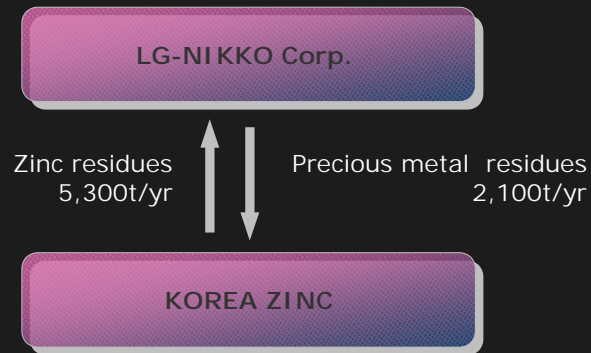 LG-NIKKO Corp.
Zinc residues
5,300t/yr
Precious metal residues
2,100t/yr
KOREA ZINC